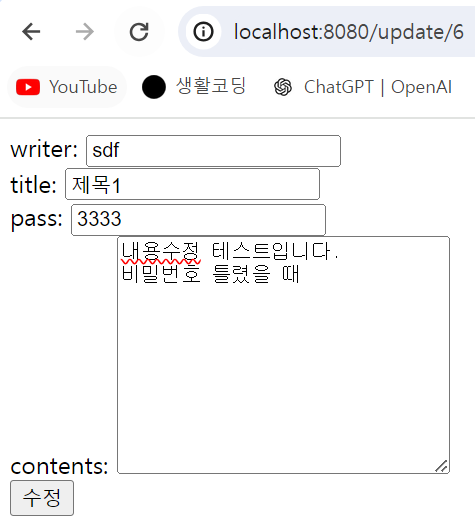 localhost:8080/update/6
YouTube 생활코딩 ChatGPT | OpenAI
writer: sdf
title: 제목1
pass: 3333
내용수정 테스트입니다.
비밀번호 틀렸을 때
contents:
수정